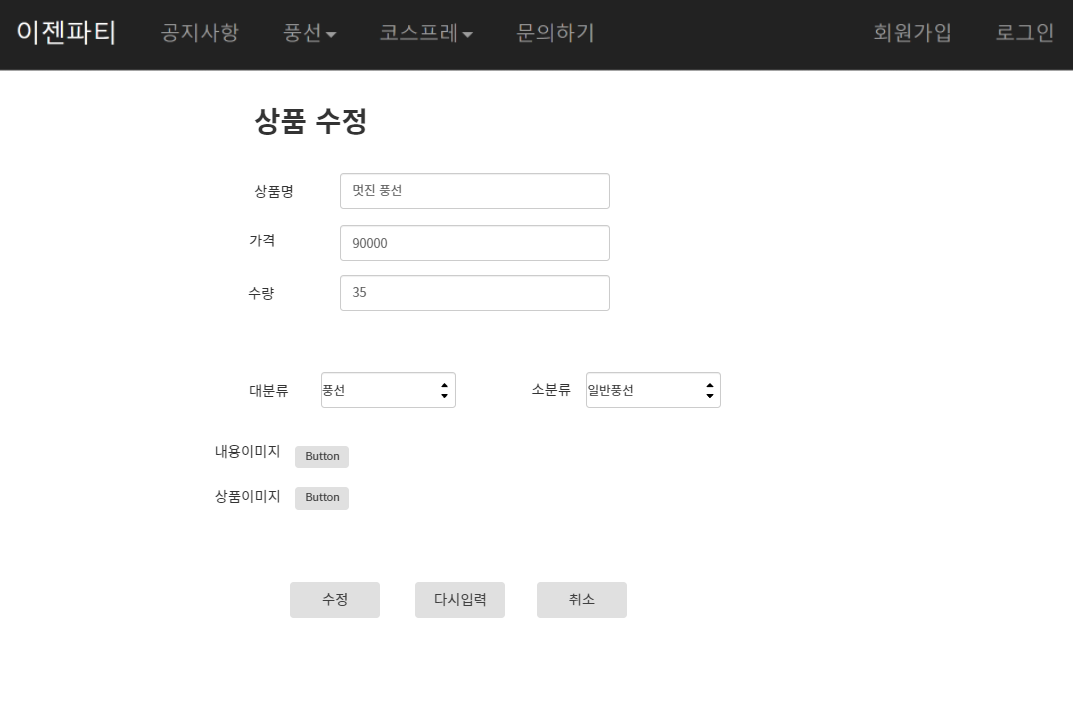 이젠파티 공지사항 풍선 코스프레 문의하기 회원가입 로그인
상품 수정
상품명 멋진 풍선
가격 90000
수량 35
대분류 풍선 소분류 일반풍선
내용이미지 Button
상품이미지 Button
수정 다시입력 취소